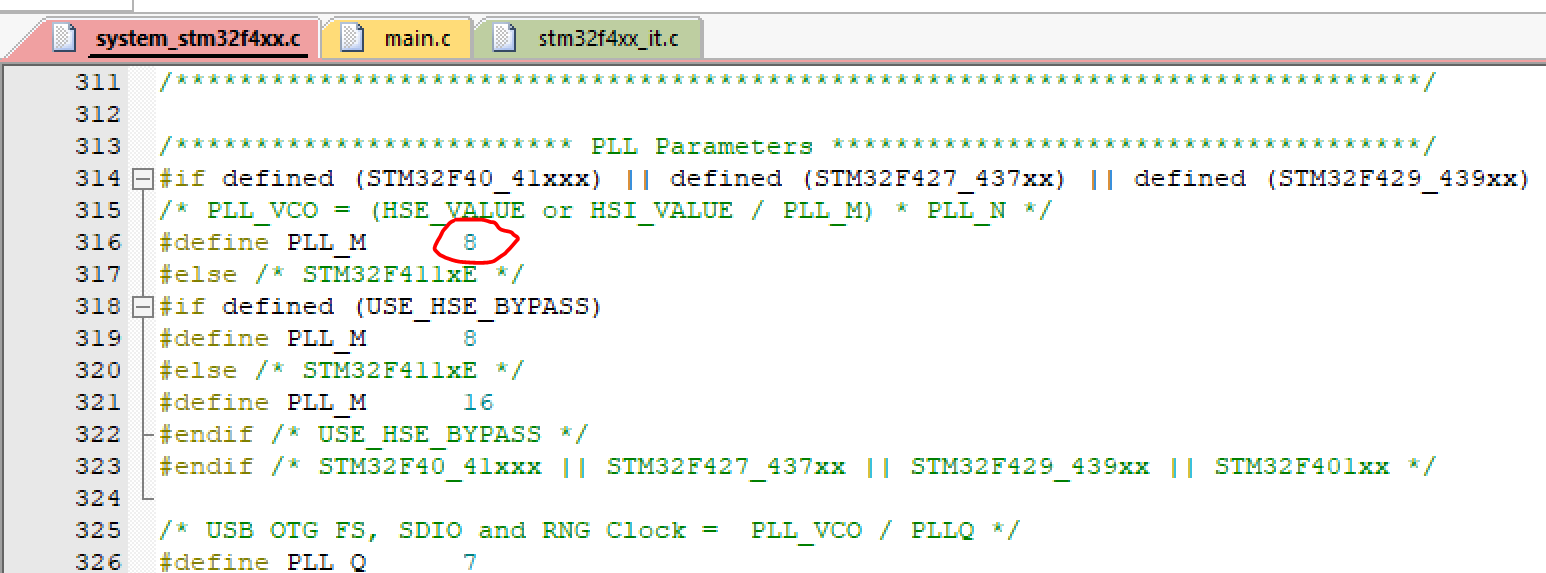 system_stm32f4xx.c main.c stm32f4xx_it.c
311 /*******************************************************************************/
312
313 /************************* PLL Parameters *************************************/
314 #if defined (STM32F40_41xxx) || defined (STM32F427_437xx) || defined (STM32F429_439xx)
315 /* PLL_VCO = (HSE_VALUE or HSI_VALUE / PLL_M) * PLL_N */
316 #define PLL_M      8
317 #else /* STM32F411xE */
318 #if defined (USE_HSE_BYPASS)
319 #define PLL_M      8
320 #else /* STM32F411xE */
321 #define PLL_M      16
322 #endif /* USE_HSE_BYPASS */
323 #endif /* STM32F40_41xxx || STM32F427_437xx || STM32F429_439xx || STM32F401xx */
324
325 /* USB OTG FS, SDIO and RNG Clock =  PLL_VCO / PLLQ */
326 #define PLL_Q      7